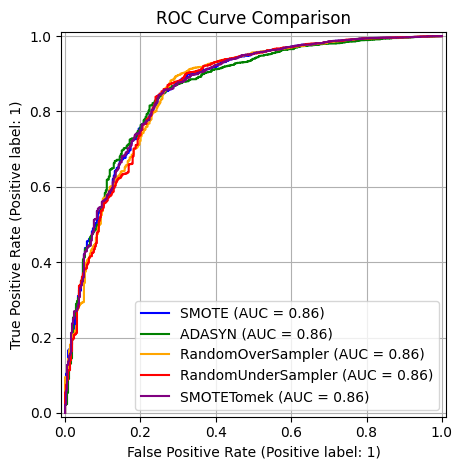 ROC Curve Comparison
1.0
0.8
0.6
0.4
0.2
0.0
True Positive Rate (Positive label: 1)
SMOTE (AUC = 0.86)
ADASYN (AUC = 0.86)
RandomOverSampler (AUC = 0.86)
RandomUnderSampler (AUC = 0.86)
SMOTETomek (AUC = 0.86)
0.0 0.2 0.4 0.6 0.8 1.0
False Positive Rate (Positive label: 1)